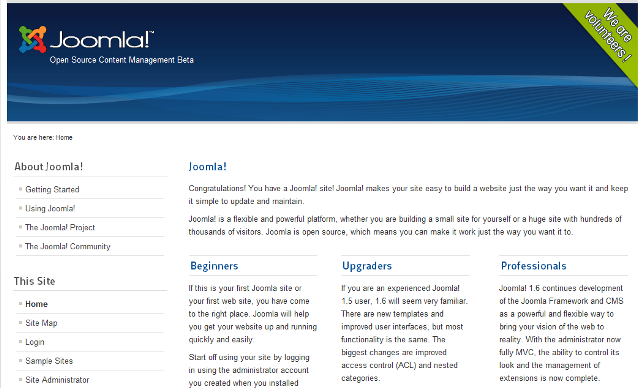 Joomla!™
Open Source Content Management Beta
We are
volunteers!
You are here: Home
About Joomla!
Getting Started
Using Joomla!
The Joomla! Project
The Joomla! Community
This Site
Home
Site Map
Login
Sample Sites
Site Administrator
Joomla!
Congratulations! You have a Joomla! site! Joomla! makes your site easy to build a website just the way you want it and keep
it simple to update and maintain.
Joomla! is a flexible and powerful platform, whether you are building a small site for yourself or a huge site with hundreds of
thousands of visitors. Joomla is open source, which means you can make it work just the way you want it to.
Beginners
If this is your first Joomla site or
your first web site, you have come
to the right place. Joomla will help
you get your website up and running
quickly and easily.
Start off using your site by logging
in using the administrator account
you created when you installed
Upgraders
If you are an experienced Joomla!
1.5 user, 1.6 will seem very familiar.
There are new templates and
improved user interfaces, but most
functionality is the same. The
biggest changes are improved
access control (ACL) and nested
categories.
Professionals
Joomla! 1.6 continues development
of the Joomla Framework and CMS
as a powerful and flexible way to
bring your vision of the web to
reality. With the administrator now
fully MVC, the ability to control its
look and the management of
extensions is now complete.